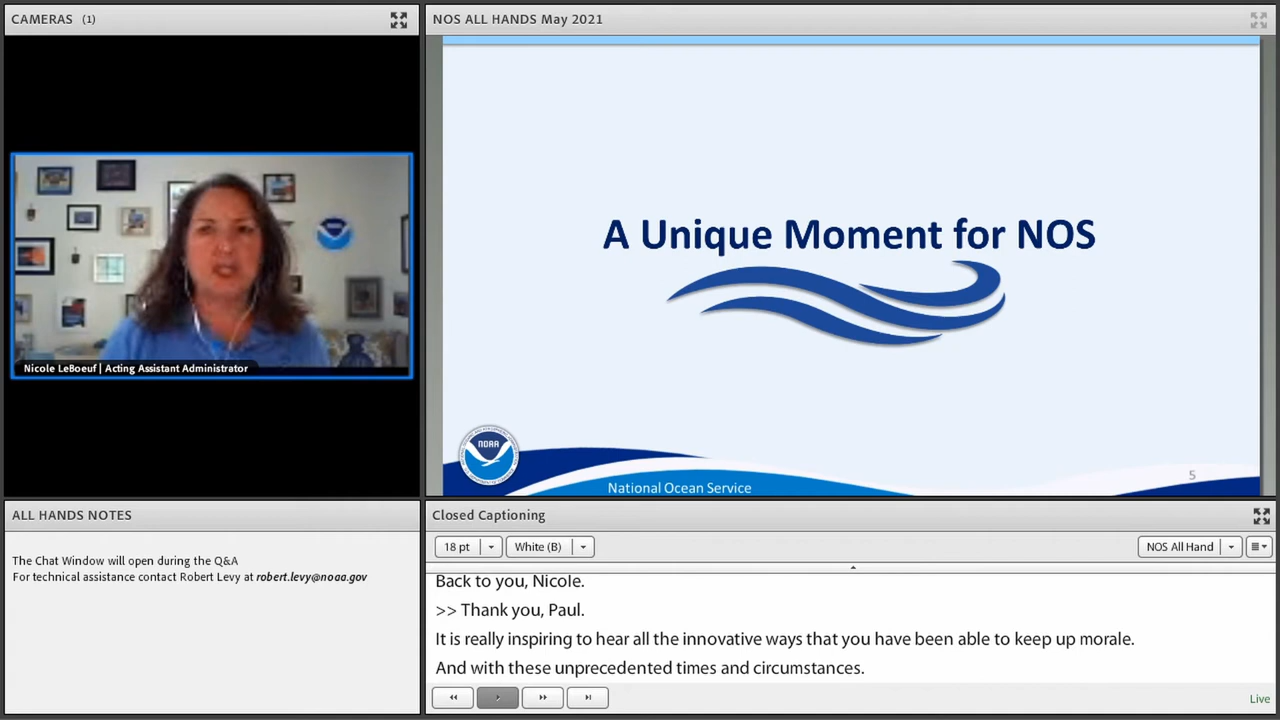 CAMERAS (1)
Nicole LeBoeuf | Acting Assistant Administrator
NOS ALL HANDS May 2021
A Unique Moment for NOS
NOAA
National Ocean Service
5
ALL HANDS NOTES
The Chat Window will open during the Q&A
For technical assistance contact Robert Levy at robert.levy@noaa.gov
Closed Captioning
18 pt
White (B)
NOS All Hand
Back to you, Nicole.
>> Thank you, Paul.
It is really inspiring to hear all the innovative ways that you have been able to keep up morale.
And with these unprecedented times and circumstances.
Live